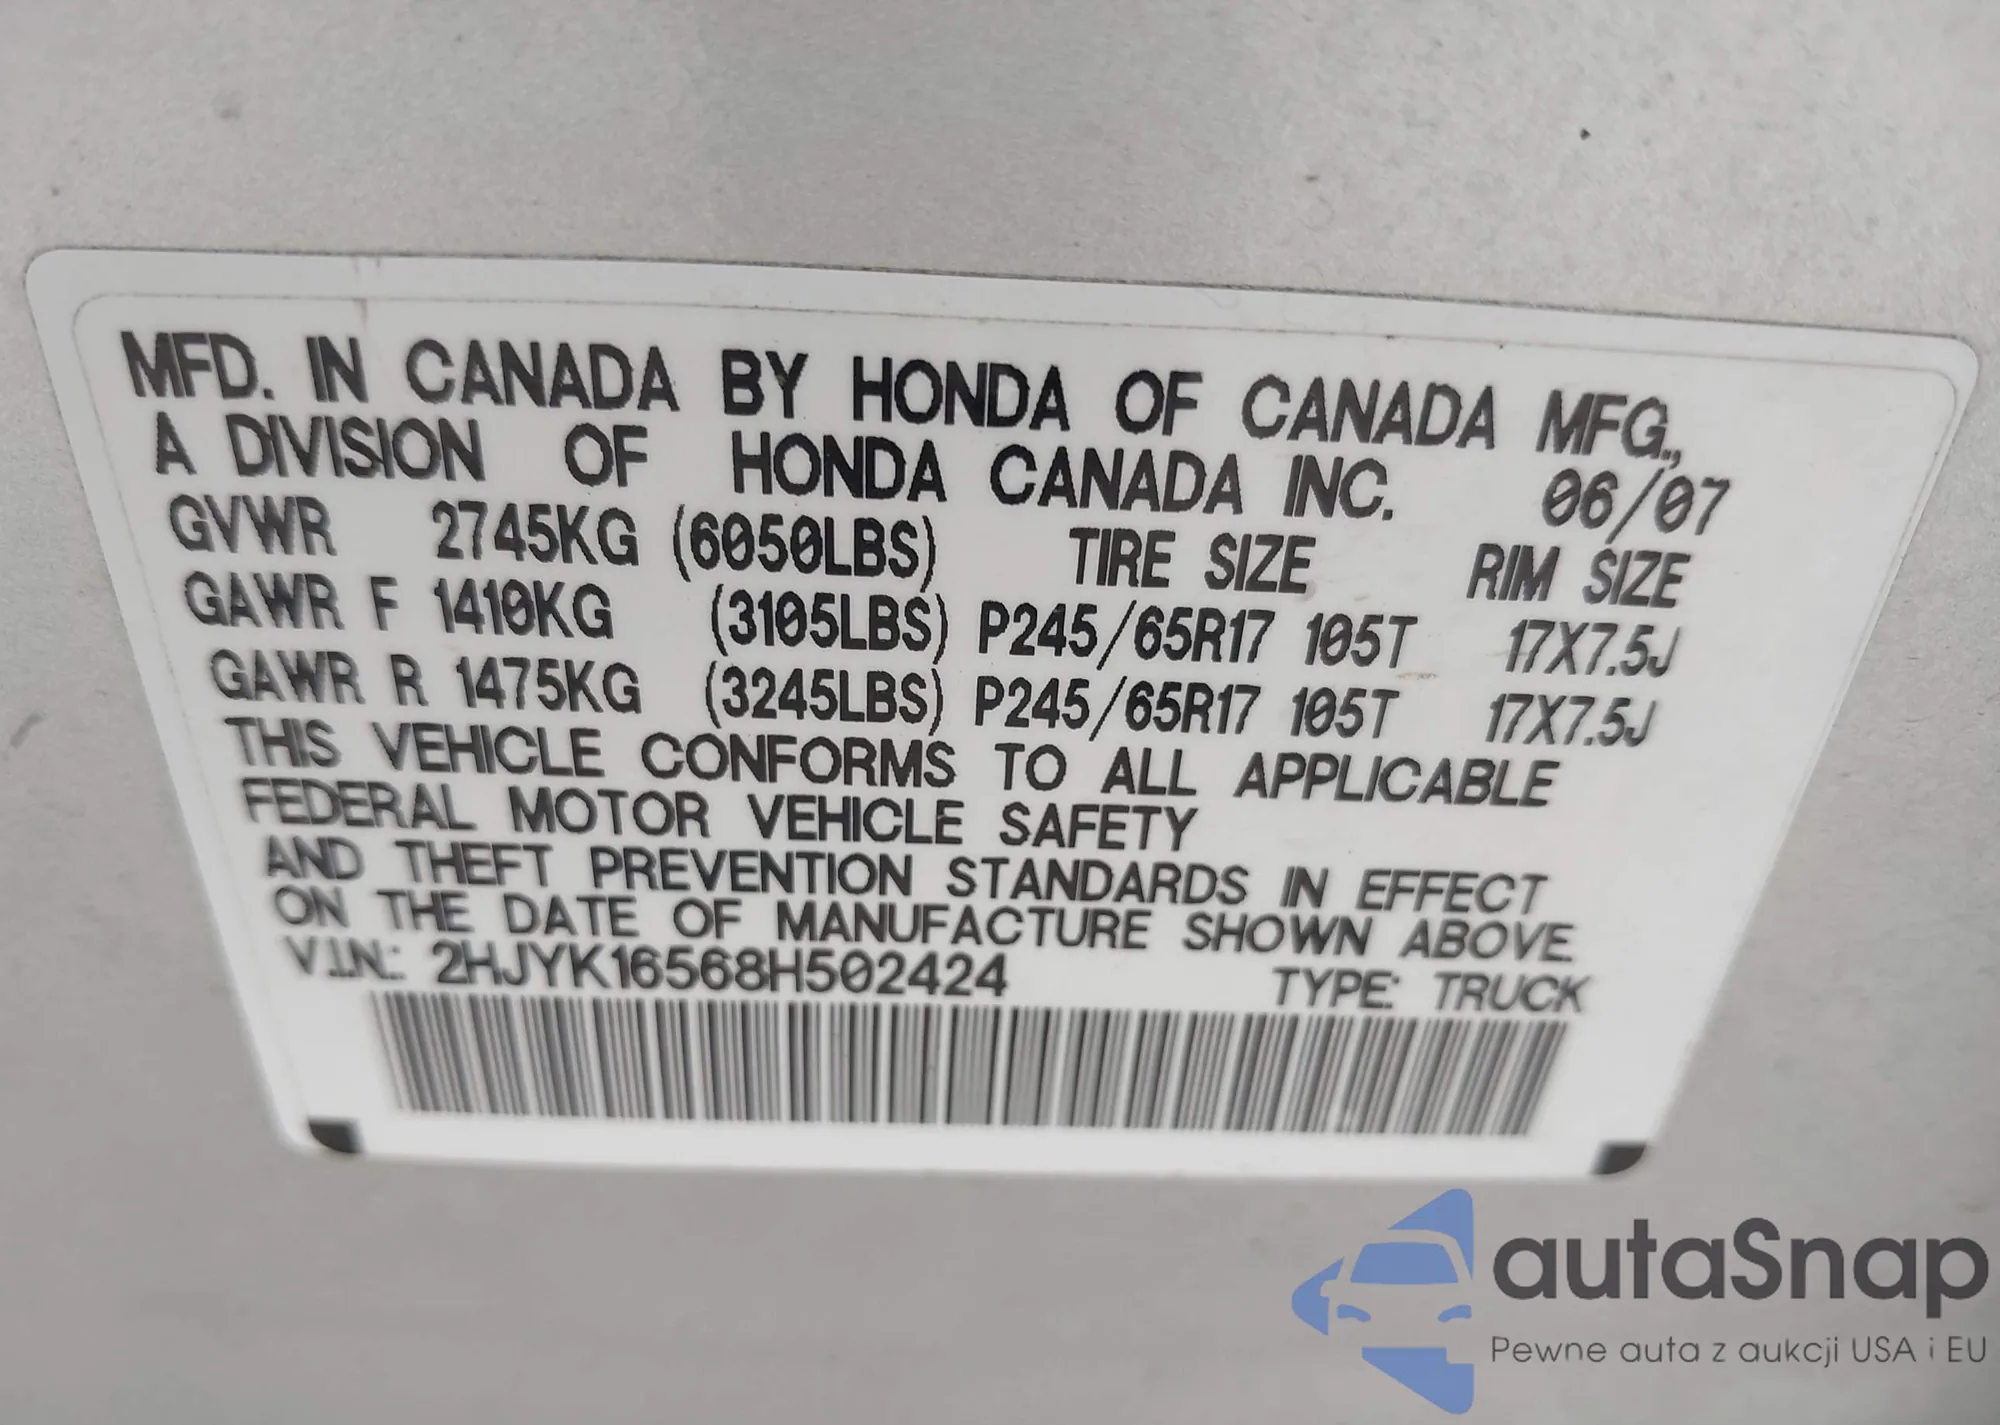 MFD. IN CANADA BY HONDA OF CANADA MFG.,
A DIVISION OF HONDA CANADA INC. 06/07
GVWR 2745KG (6050LBS) TIRE SIZE RIM SIZE
GAWR F 1410KG (3105LBS) P245/65R17 105T 17X7.5J
GAWR R 1475KG (3245LBS) P245/65R17 105T 17X7.5J
THIS VEHICLE CONFORMS TO ALL APPLICABLE
FEDERAL MOTOR VEHICLE SAFETY
AND THEFT PREVENTION STANDARDS IN EFFECT
ON THE DATE OF MANUFACTURE SHOWN ABOVE.
V.I.N.: 2HJYK16568H502424 TYPE: TRUCK
autaSnap
Pewne auta z aukcji USA i EU